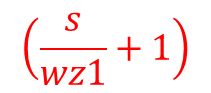 (s/wz1 + 1)